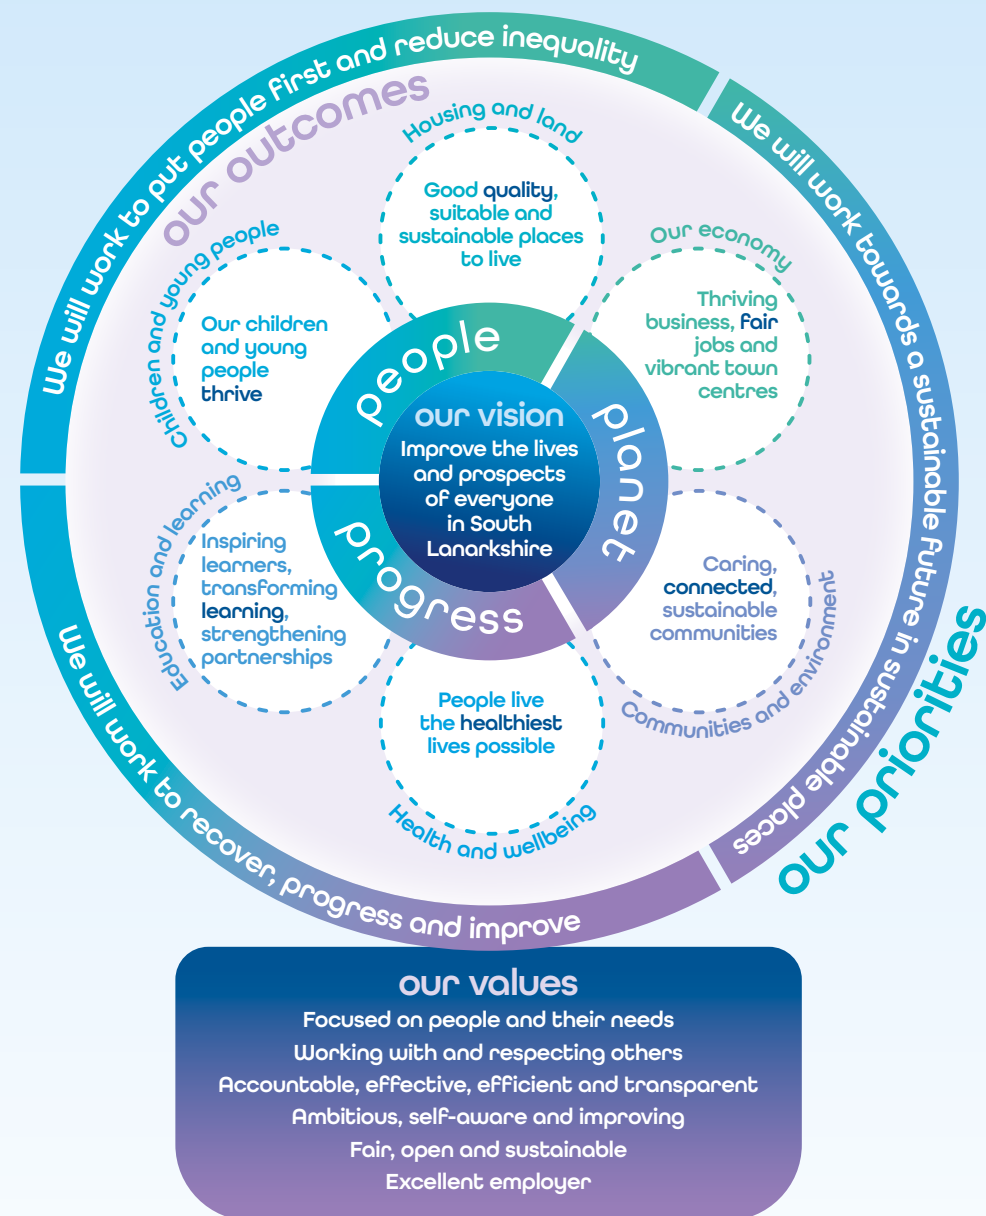 We will work to put people first and reduce inequality
We will work towards a sustainable future in sustainable places
We will work to recover, progress and improve
our priorities
our outcomes
Housing and land
Good quality,
suitable and
sustainable places
to live
Our economy
Thriving
business, fair
jobs and
vibrant town
centres
Communities and environment
Caring,
connected,
sustainable
communities
Health and wellbeing
People live
the healthiest
lives possible
Education and learning
Inspiring
learners,
transforming
learning,
strengthening
partnerships
Children and young people
Our children
and young
people
thrive
people
planet
progress
our vision
Improve the lives
and prospects
of everyone
in South
Lanarkshire
our values
Focused on people and their needs
Working with and respecting others
Accountable, effective, efficient and transparent
Ambitious, self-aware and improving
Fair, open and sustainable
Excellent employer